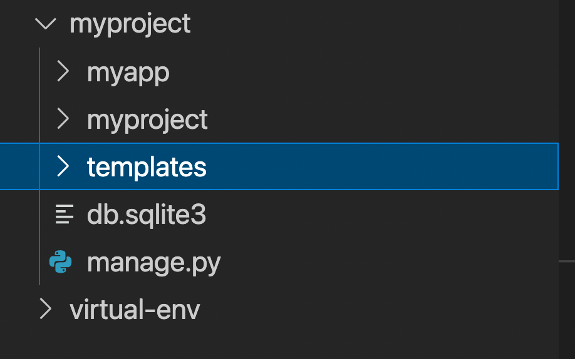 myproject
myapp
myproject
templates
db.sqlite3
manage.py
virtual-env